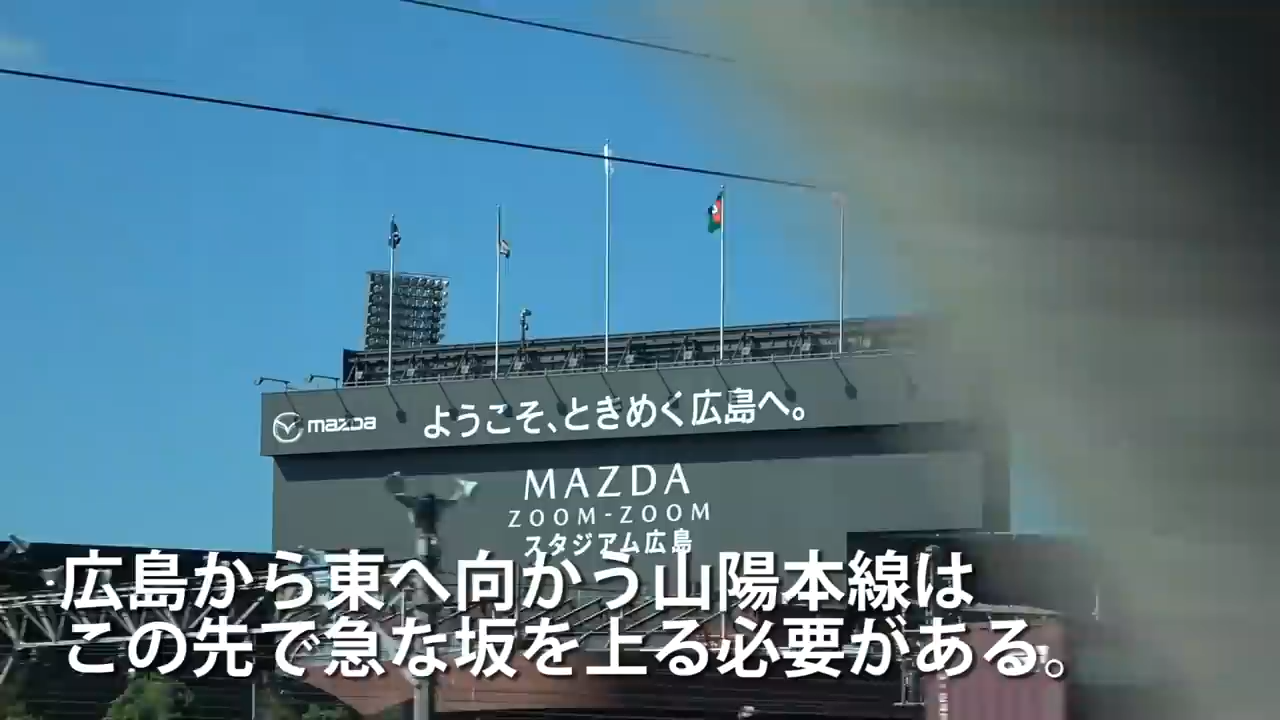 mazda ようこそ、ときめく広島へ。
MAZDA
ZOOM-ZOOM
スタジアム広島
広島から東へ向かう山陽本線は
この先で急な坂を上る必要がある。